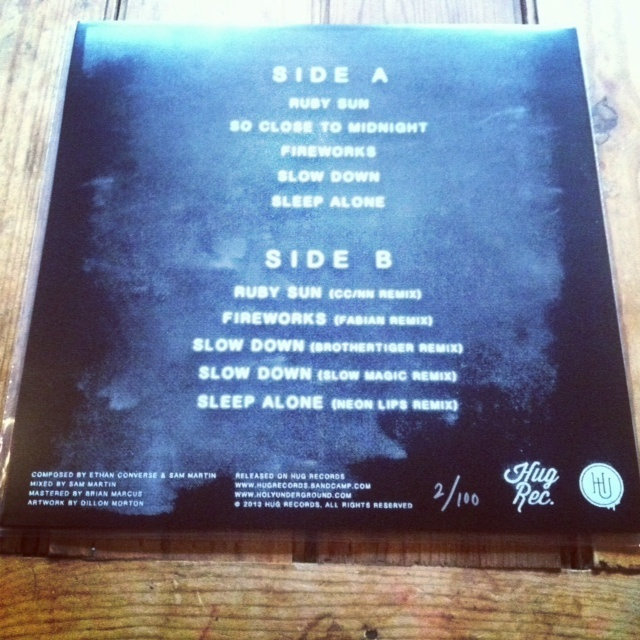 SIDE A
RUBY SUN
SO CLOSE TO MIDNIGHT
FIREWORKS
SLOW DOWN
SLEEP ALONE
SIDE B
RUBY SUN (CC/NN REMIX)
FIREWORKS (FABIAN REMIX)
SLOW DOWN (BROTHERTIGER REMIX)
SLOW DOWN (SLOW MAGIC REMIX)
SLEEP ALONE (NEON LIPS REMIX)
COMPOSED BY ETHAN CONVERSE & SAM MARTIN
MIXED BY SAM MARTIN
MASTERED BY BRIAN MARCUS
ARTWORK BY DILLON MORTON
RELEASED ON HUG RECORDS
WWW.HUGRECORDS.BANDCAMP.COM
WWW.HOLYUNDERGROUND.COM
© 2013 HUG RECORDS, ALL RIGHTS RESERVED
2/100
Hug
Rec.
HU